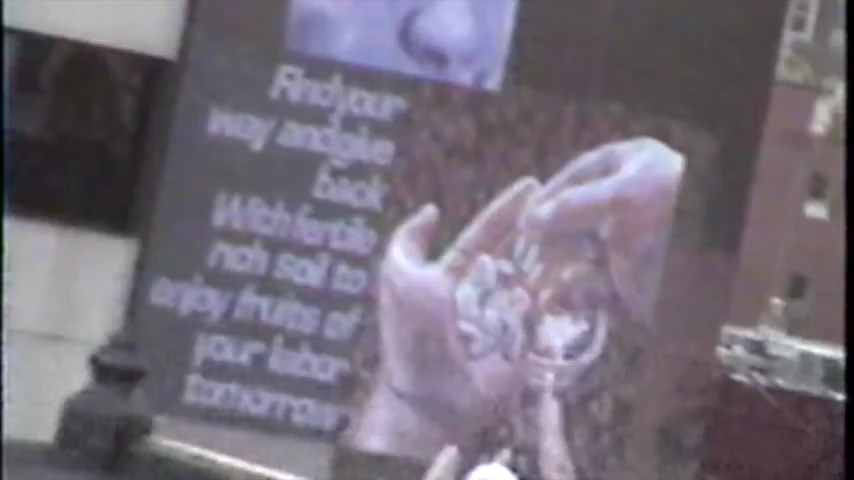 Find your
way and give
back
With fertile
rich soil to
enjoy fruits of
your labor
tomorrow